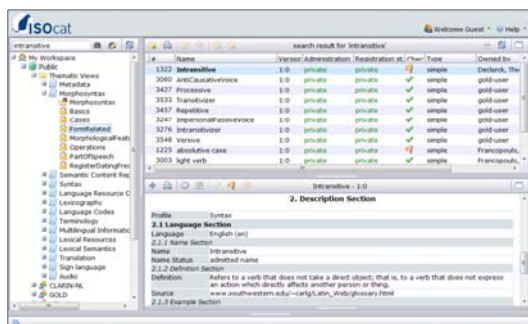 ISOcat
Welcome Guest Help
intransitive
search result for 'intransitive'
My Workspace
Public
Thematic Views
Metadata
Morphosyntax
Morphosyntax
Basics
Cases
FormRelated
MorphologicalFeat
Operations
PartOfSpeech
RegisterDatingFre
Semantic Content Rep
Syntax
Language Resource O
Lexicography
Language Codes
Terminology
Multilingual Informatio
Lexical Resources
Lexical Semantics
Translation
Sign language
Audio
CLARIN-NL
GOLD
# Name Version Administration Registration st. Type Owned by
1322 Intransitive 1:0 private private simple Declerck, Thi
3080 AntiCausativeVoice 1:0 private private simple gold-user
3427 Processive 1:0 private private simple gold-user
3533 Transitivizer 1:0 private private simple gold-user
3457 Repetitive 1:0 private private simple gold-user
3247 ImpersonalPassiveVoice 1:0 private private simple gold-user
3276 Intransitivizer 1:0 private private simple gold-user
3548 Versive 1:0 private private simple gold-user
1225 absolutive case 1:0 private private simple Francopoulo,
3003 light verb 1:0 private private simple Francopoulo,
Intransitive - 1:0
2. Description Section
Profile Syntax
2.1 Language Section
Language English (en)
2.1.1 Name Section
Name Intransitive
Name Status admitted name
2.1.2 Definition Section
Definition Refers to a verb that does not take a direct object; that is, to a verb that does not express
an action which directly affects another person or thing.
Source www.southwestern.edu/~carlg/Latin_Web/glossary.html
2.1.3 Example Section